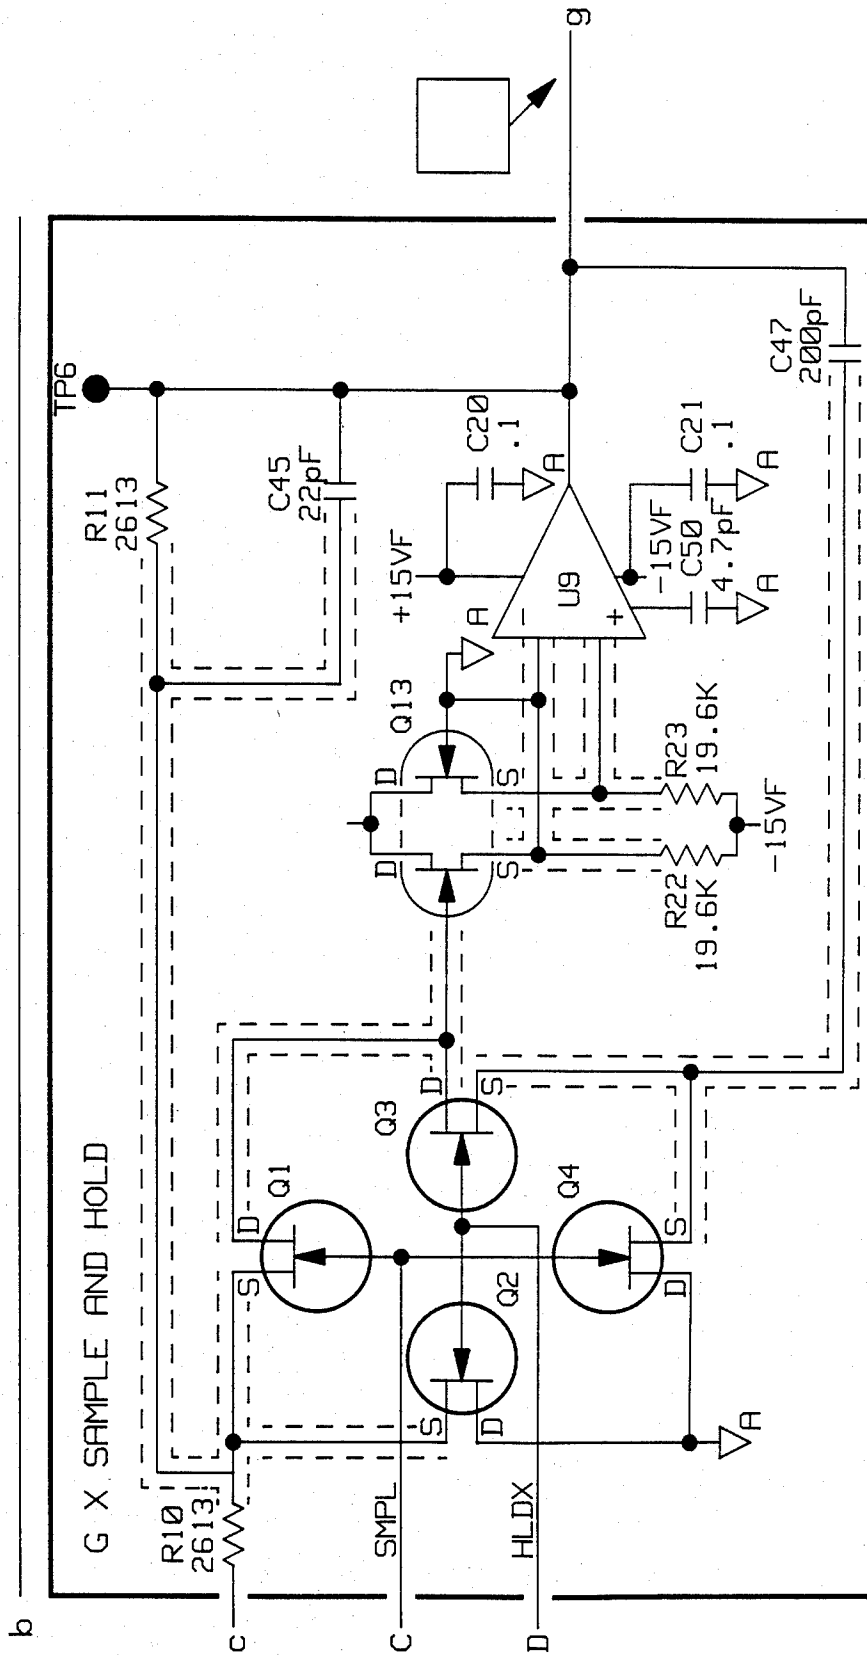 b
G X SAMPLE AND HOLD
TP6
R10
2613
R11
2613
C45
22pF
c
g
S
D
Q1
Q13
D
D
S
S
+15VF
A
C20
.1
A
SMPL
C
Q3
D
S
-
+
U9
-15VF
C21
.1
A
C50
4.7pF
A
S
D
Q2
HLDX
D
R22
19.6K
R23
19.6K
-15VF
Q4
D
S
A
C47
200pF